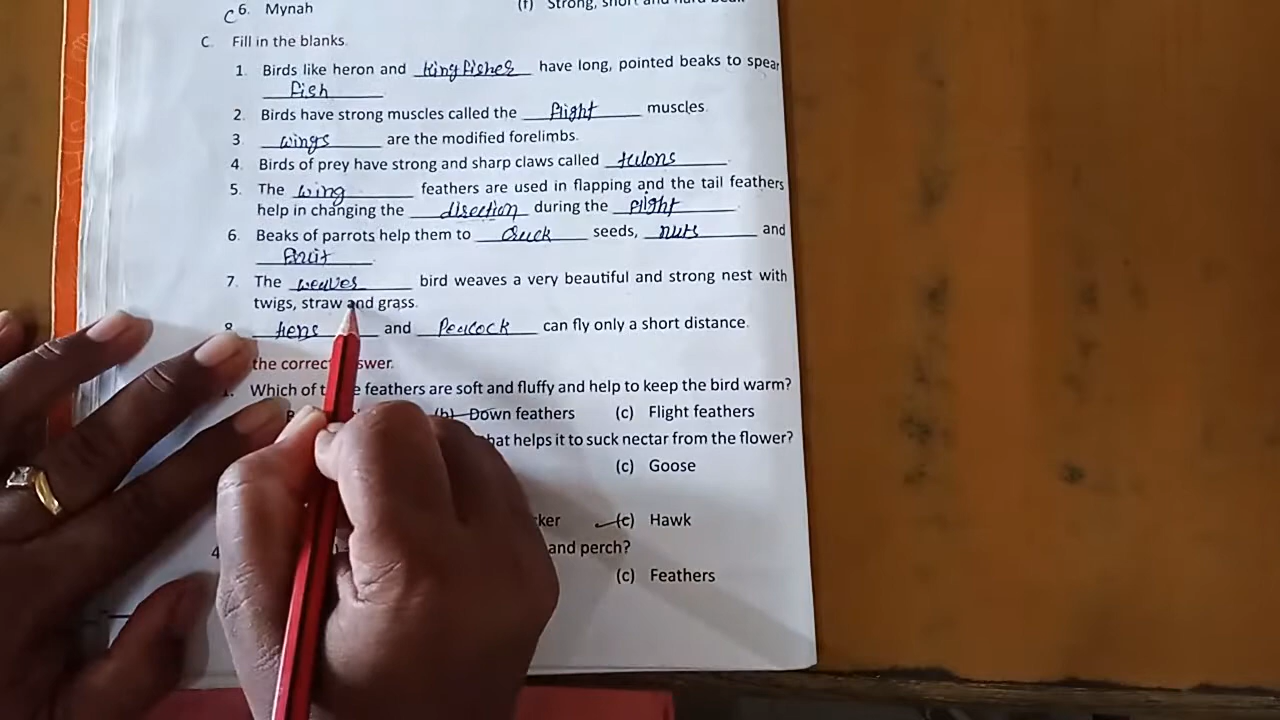 6. Mynah (f) Strong, short and hard beak
C. Fill in the blanks.
1. Birds like heron and kingfisher have long, pointed beaks to spear
fish
2. Birds have strong muscles called the flight muscles.
3. wings are the modified forelimbs.
4. Birds of prey have strong and sharp claws called talons.
5. The wing feathers are used in flapping and the tail feathers
help in changing the direction during the flight.
6. Beaks of parrots help them to seeds, nuts and
fruit.
7. The weaver bird weaves a very beautiful and strong nest with
twigs, straw and grass.
8. hens and Peacock can fly only a short distance.
the correct answer.
1. Which of the feathers are soft and fluffy and help to keep the bird warm?
(b) Down feathers (c) Flight feathers
that helps it to suck nectar from the flower?
(c) Goose
(c) Hawk
4 and perch?
(c) Feathers